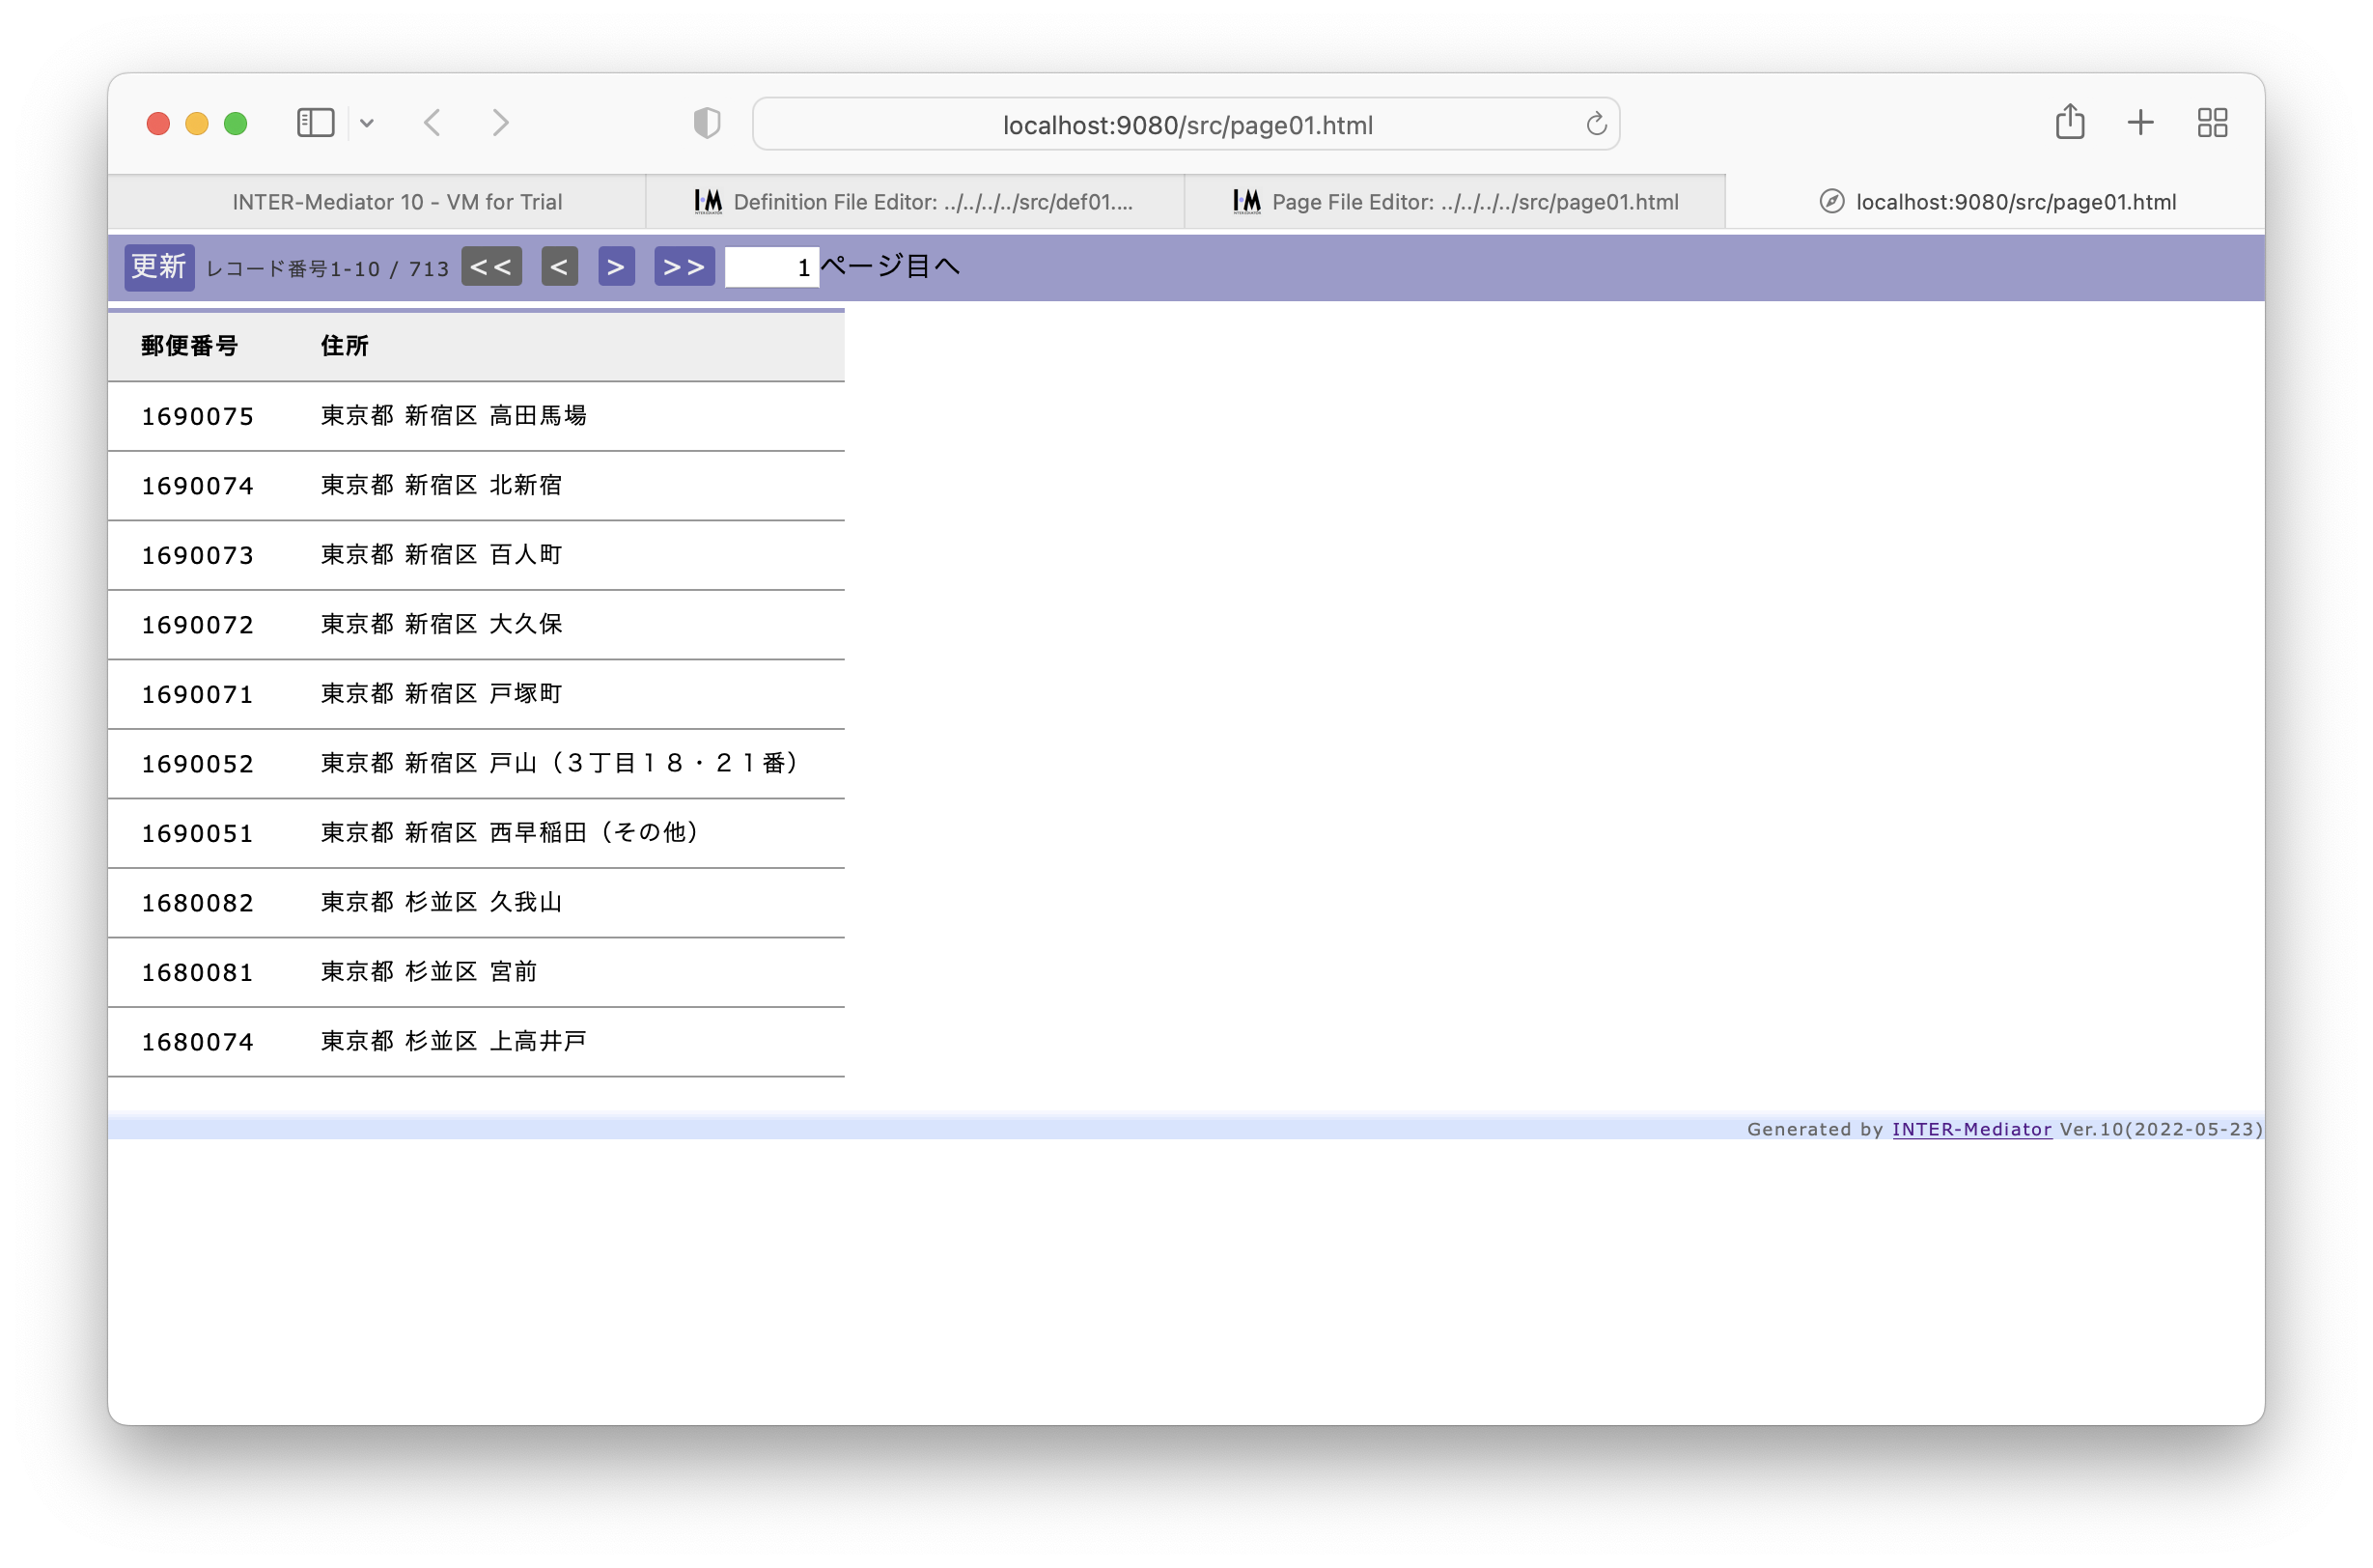 localhost:9080/src/page01.html
INTER-Mediator 10 - VM for Trial
Definition File Editor: ../../../../src/def01....
Page File Editor: ../../../../src/page01.html
localhost:9080/src/page01.html
更新 レコード番号1-10 / 713 << < > >> 1 ページ目へ
郵便番号 住所
1690075 東京都 新宿区 高田馬場
1690074 東京都 新宿区 北新宿
1690073 東京都 新宿区 百人町
1690072 東京都 新宿区 大久保
1690071 東京都 新宿区 戸塚町
1690052 東京都 新宿区 戸山（３丁目１８・２１番）
1690051 東京都 新宿区 西早稲田（その他）
1680082 東京都 杉並区 久我山
1680081 東京都 杉並区 宮前
1680074 東京都 杉並区 上高井戸
Generated by INTER-Mediator Ver.10(2022-05-23)